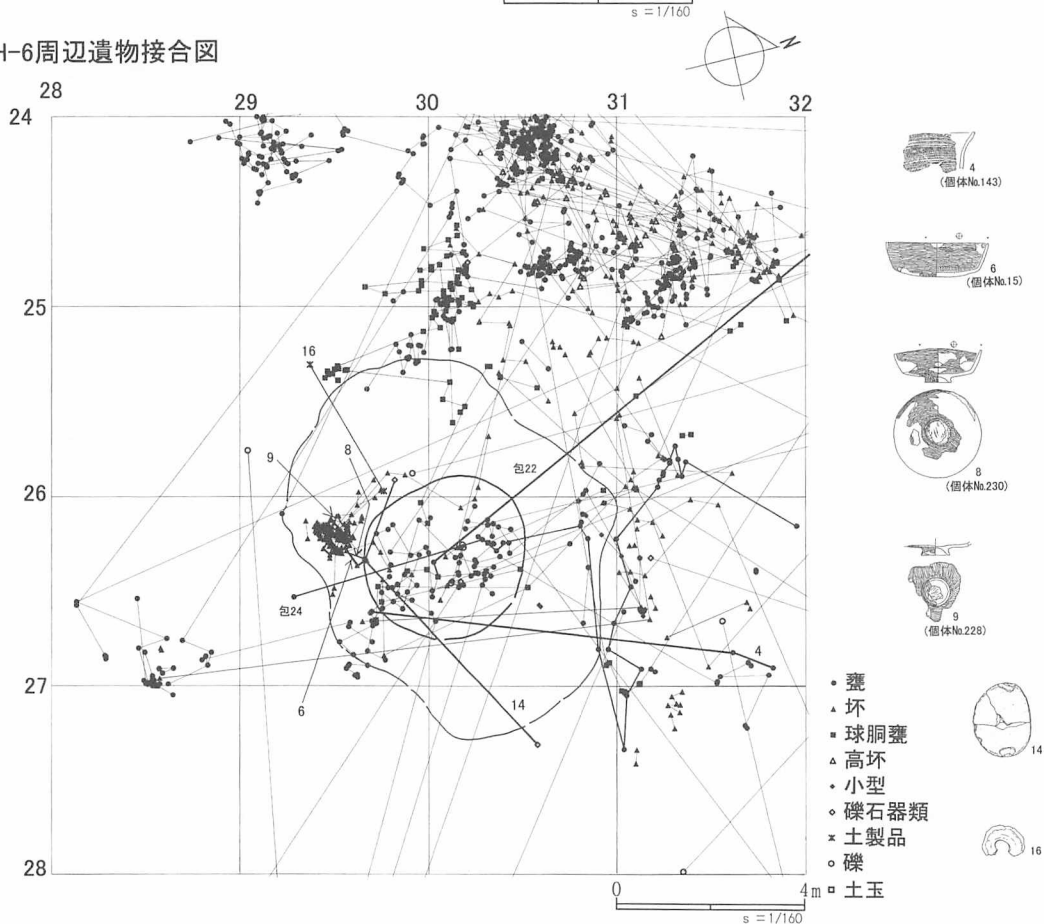 s = 1/160
H-6周辺遺物接合図
N
28 29 30 31 32
24
4
(個体No.143)
6
(個体No.15)
25
16
8
9
包22
26
8
(個体No.230)
包24
9
(個体No.228)
4
27
6
14
甕
坏
球胴甕
高坏
小型
礫石器類
土製品
礫
土玉
14
16
28
0 4m
s = 1/160